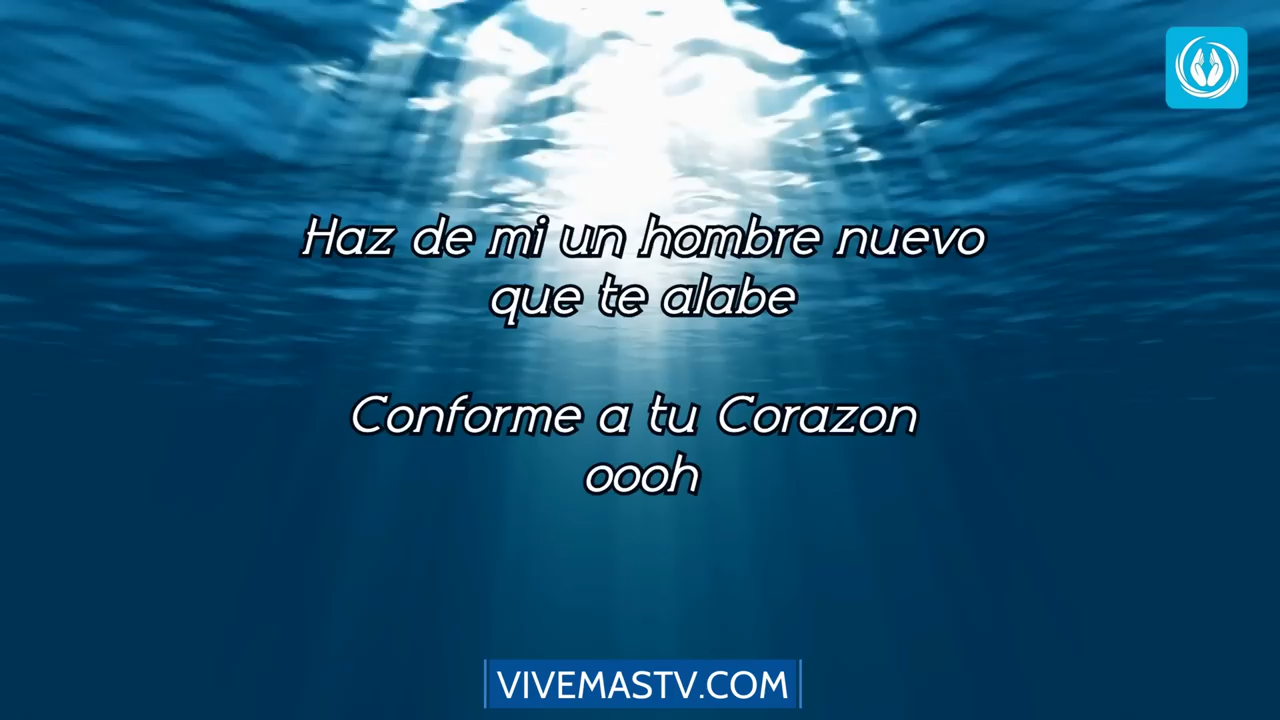 Haz de mi un hombre nuevo
que te alabe
Conforme a tu Corazon
oooh
VIVEMASTV.COM